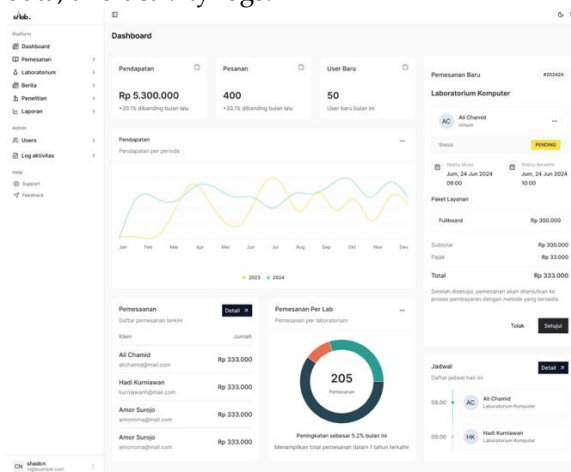 silab.
Platform
Dashboard
Pemesanan
Laboratorium
Berita
Penelitian
Laporan
Admin
Users
Log aktivitas
Help
Support
Feedback
CN
shadcn
Dashboard
Pendapatan
Rp 5.300.000
+20.1% dibanding bulan lalu
Pesanan
400
+20.1% dibanding bulan lalu
User Baru
50
User baru bulan ini
Pendapatan
Pendapatan per periode
Jan Feb Mar Apr Mei Jun Jul Aug Sep Okt Nov Des
2023 2024
Pemesaanan
Detail
Daftar pemesanan terkini
Klien Jumlah
Ali Chamid
alichamid@mail.com
Rp 333.000
Hadi Kurniawan
kurniawanh@mail.com
Rp 333.000
Amor Surojo
amorromo@email.com
Rp 333.000
Amor Surojo
amorromo@email.com
Rp 333.000
Pemesanan Per Lab
Pemesanan per laboratorium
205
Pemesanan
Peningkatan sebesar 5.2% bulan ini
Menampilkan total pemesanan dalam 1 tahun terkahir
Pemesanan Baru
#202424
Laboratorium Komputer
AC
Ali Chamid
Umum
Status
PENDING
Waktu Mulai
Jum, 24 Jun 2024
08:00
Waktu Berakhir
Jum, 24 Jun 2024
10:00
Paket Layanan
Fullboard Rp 300.000
Subtotal Rp 300.000
Pajak Rp 33.000
Total Rp 333.000
Setelah disetujui, pemesanan akan dilanjutkan ke
proses pembayaran dengan metode yang tersedia
Tolak Setujui
Jadwal
Detail
Daftar jadwal hari ini
08.00
AC
Ali Chamid
Laboratorium Komputer
09.00
HK
Hadi Kurniawan
Laboratorium Komputer